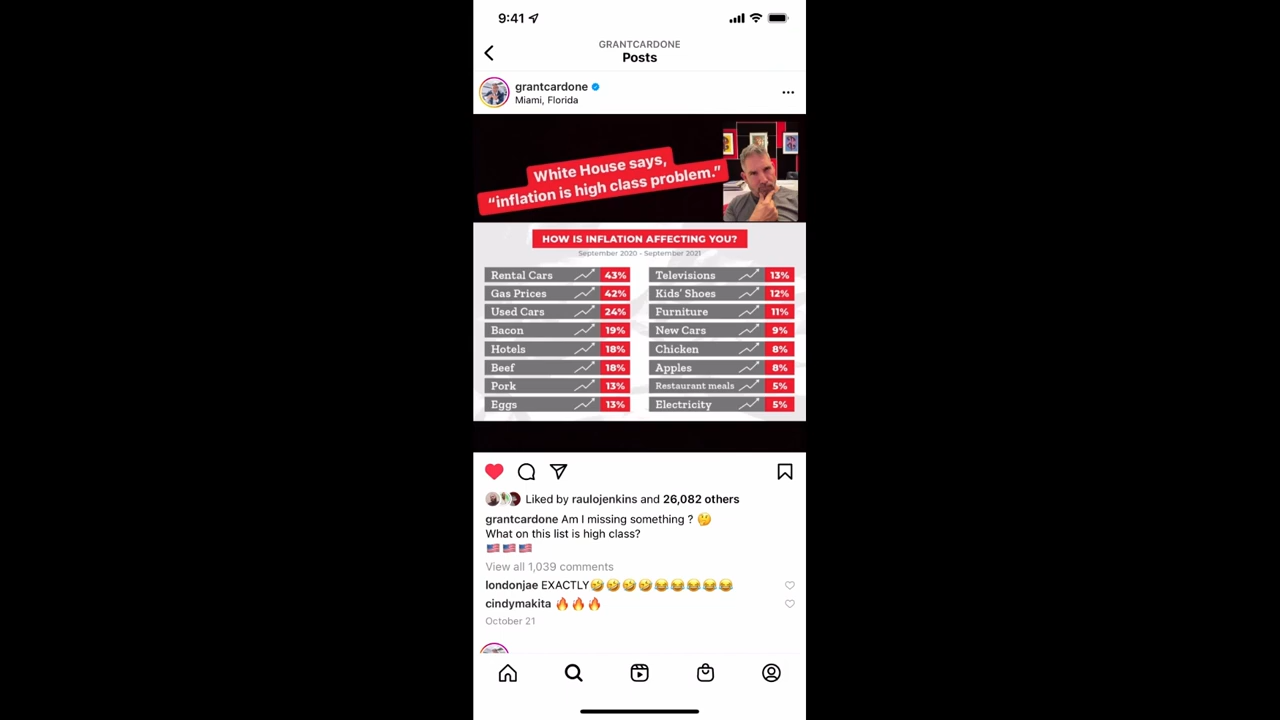 9:41
GRANTCARDONE
Posts
grantcardone
Miami, Florida
White House says,
“inflation is high class problem.”
HOW IS INFLATION AFFECTING YOU?
September 2020 - September 2021
Rental Cars 43%
Gas Prices 42%
Used Cars 24%
Bacon 19%
Hotels 18%
Beef 18%
Pork 13%
Eggs 13%
Televisions 13%
Kids’ Shoes 12%
Furniture 11%
New Cars 9%
Chicken 8%
Apples 8%
Restaurant meals 5%
Electricity 5%
Liked by raulojenkins and 26,082 others
grantcardone Am I missing something ? 🤔
What on this list is high class?
🇺🇸 🇺🇸 🇺🇸
View all 1,039 comments
londonjae EXACTLY🤣🤣🤣🤣😂😂😂😂😂
cindymakita 🔥🔥🔥
October 21